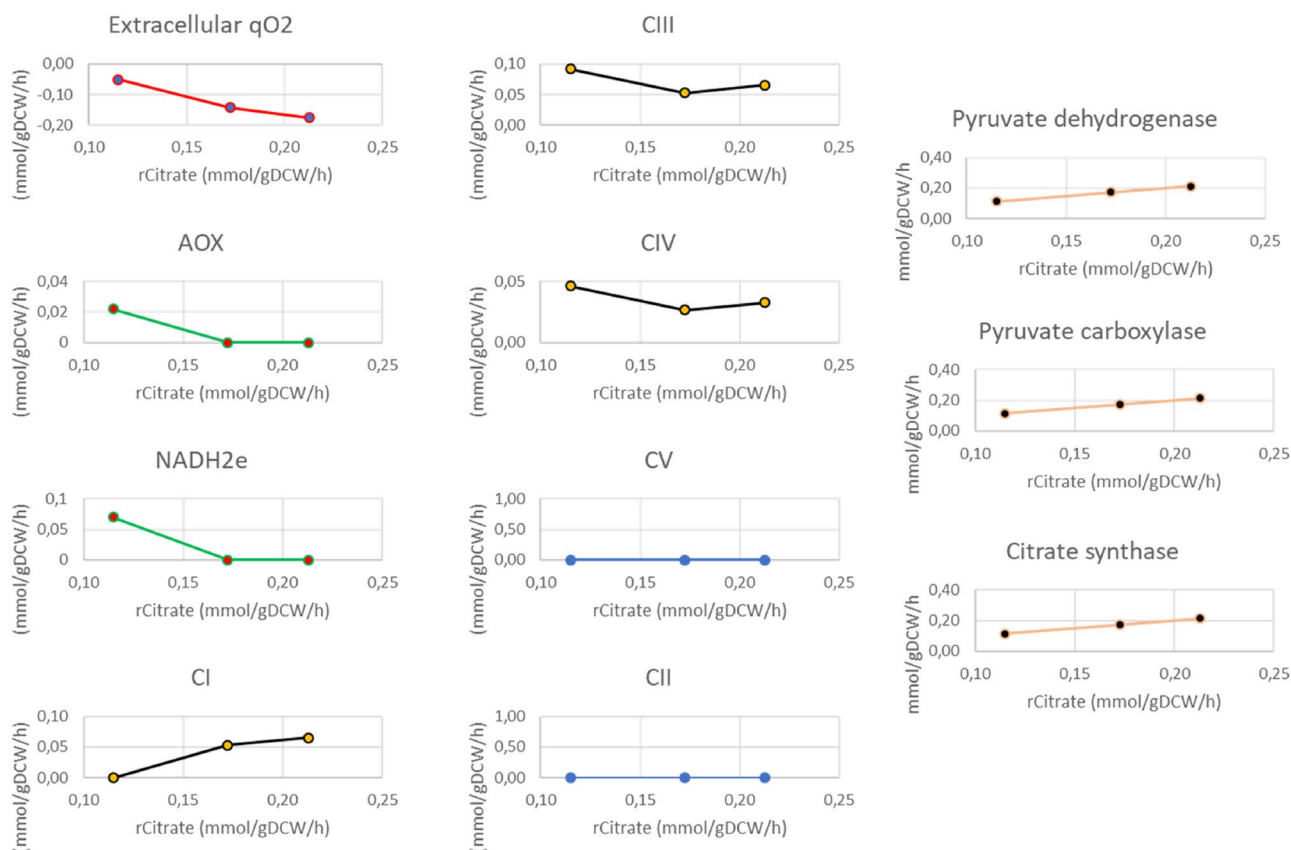 Extracellular qO2
(mmol/gDCW/h)
0,00
-0,10
-0,20
0,10 0,15 0,20 0,25
rCitrate (mmol/gDCW/h)
AOX
(mmol/gDCW/h)
0,04
0,02
0
0,10 0,15 0,20 0,25
rCitrate (mmol/gDCW/h)
NADH2e
(mmol/gDCW/h)
0,1
0,05
0
0,10 0,15 0,20 0,25
rCitrate (mmol/gDCW/h)
CI
(mmol/gDCW/h)
0,10
0,05
0,00
0,10 0,15 0,20 0,25
rCitrate (mmol/gDCW/h)
CIII
(mmol/gDCW/h)
0,10
0,05
0,00
0,10 0,15 0,20 0,25
rCitrate (mmol/gDCW/h)
CIV
(mmol/gDCW/h)
0,05
0,00
0,10 0,15 0,20 0,25
rCitrate (mmol/gDCW/h)
CV
(mmol/gDCW/h)
1,00
0,50
0,00
0,10 0,15 0,20 0,25
rCitrate (mmol/gDCW/h)
CII
(mmol/gDCW/h)
1,00
0,50
0,00
0,10 0,15 0,20 0,25
rCitrate (mmol/gDCW/h)
Pyruvate dehydrogenase
mmol/gDCW/h
0,40
0,20
0,00
0,10 0,15 0,20 0,25
rCitrate (mmol/gDCW/h)
Pyruvate carboxylase
mmol/gDCW/h
0,40
0,20
0,00
0,10 0,15 0,20 0,25
rCitrate (mmol/gDCW/h)
Citrate synthase
mmol/gDCW/h
0,40
0,20
0,00
0,10 0,15 0,20 0,25
rCitrate (mmol/gDCW/h)